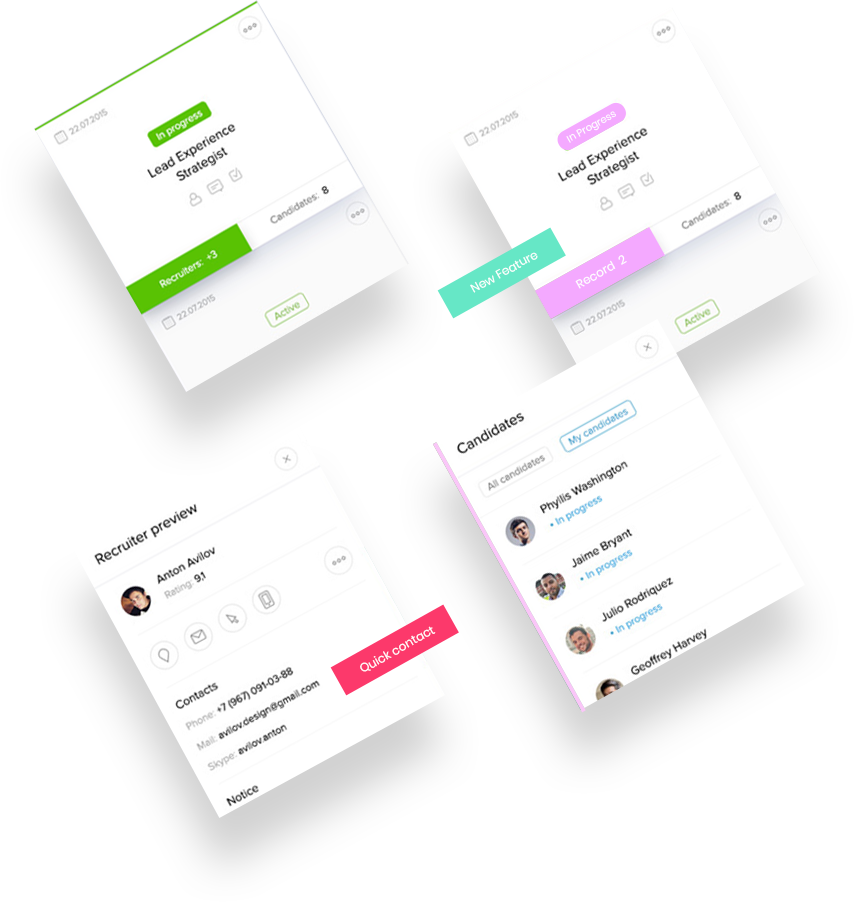 22.07.2015
In progress
Lead Experience
Strategist
Recruiters: +3
Candidates: 8
22.07.2015
Active
22.07.2015
In Progress
Lead Experience
Strategist
New Feature
Record 2
Candidates: 8
22.07.2015
Active
Recruiter preview
Anton Avilov
Rating: 9.1
Contacts
Phone: +7 (967) 091-03-88
Mail: avilov.design@gmail.com
Skype: avilov.anton
Notice
Quick contact
Candidates
All candidates
My candidates
Phyllis Washington
• In progress
Jaime Bryant
• In progress
Julio Rodriquez
• In progress
Geoffrey Harvey